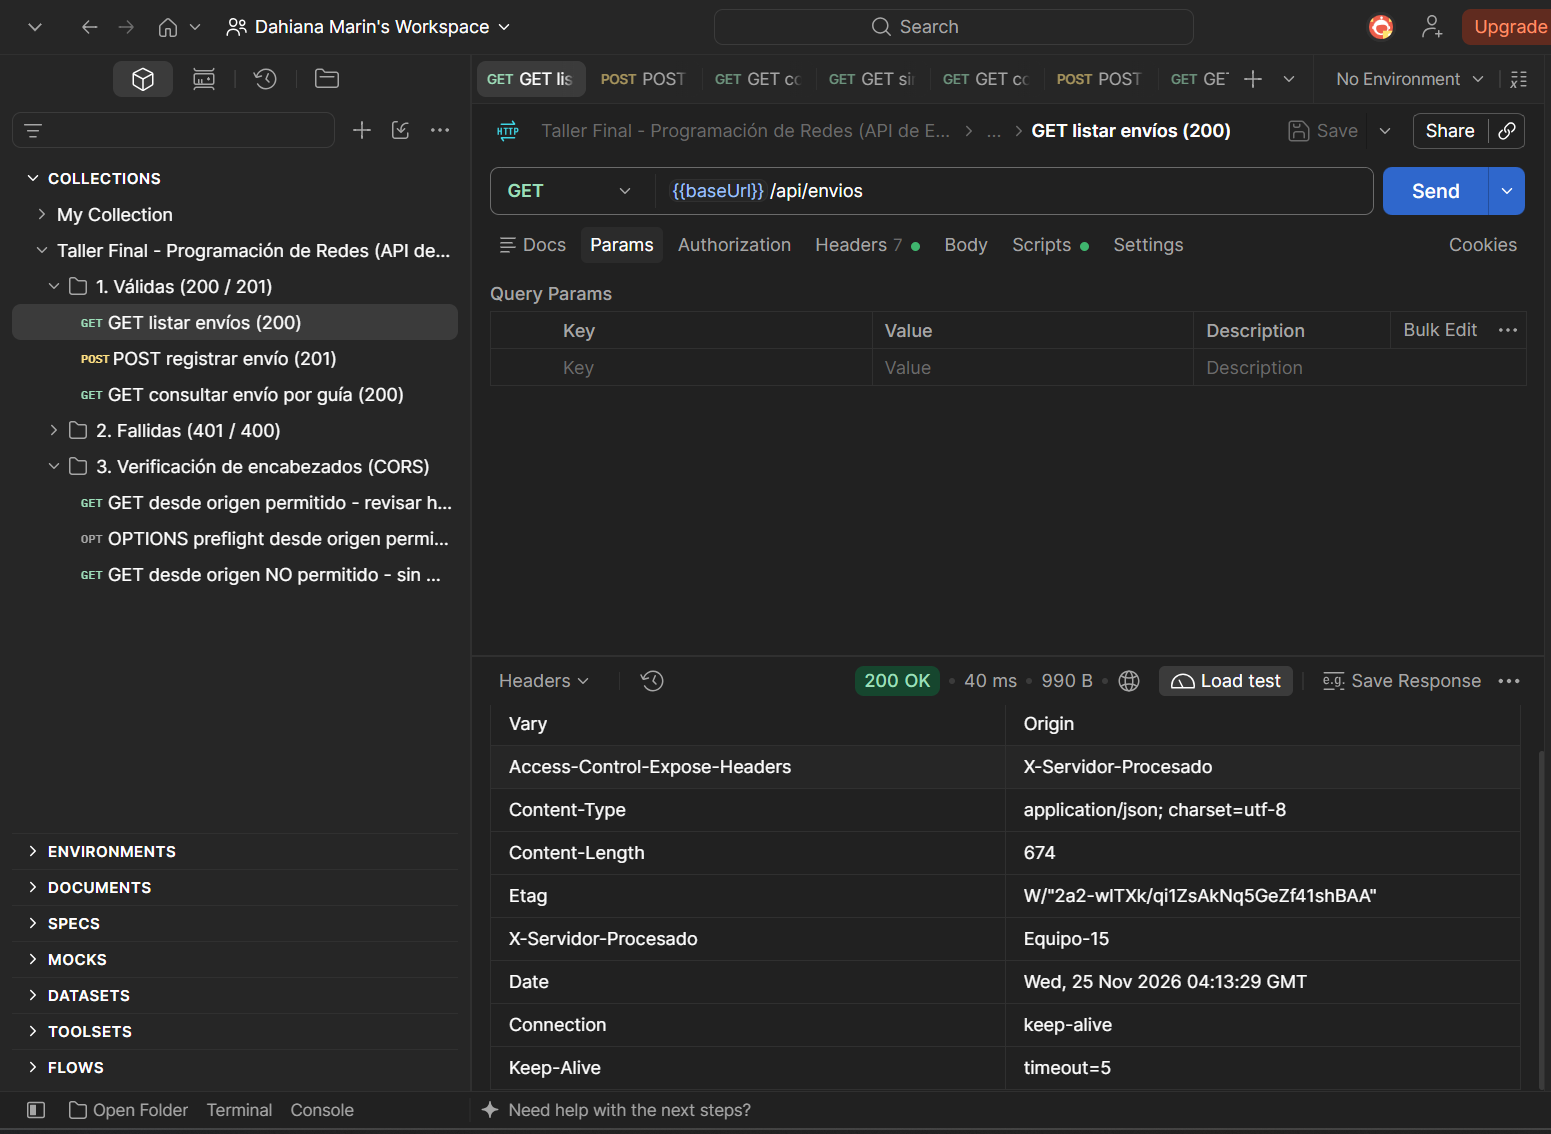 Dahiana Marin's Workspace
Search
Upgrade
GET GET lis
POST POST
GET GET co
GET GET sin
GET GET co
POST POST
GET GE
No Environment
HTTP
Taller Final - Programación de Redes (API de E...
...
GET listar envíos (200)
Save
Share
COLLECTIONS
My Collection
Taller Final - Programación de Redes (API de...
1. Válidas (200 / 201)
GET GET listar envíos (200)
POST POST registrar envío (201)
GET GET consultar envío por guía (200)
2. Fallidas (401 / 400)
3. Verificación de encabezados (CORS)
GET GET desde origen permitido - revisar h...
OPT OPTIONS preflight desde origen permi...
GET GET desde origen NO permitido - sin ...
ENVIRONMENTS
DOCUMENTS
SPECS
MOCKS
DATASETS
TOOLSETS
FLOWS
GET
{{baseUrl}} /api/envios
Send
Docs Params Authorization Headers 7 Body Scripts Settings Cookies
Query Params
Key Value Description Bulk Edit
Key Value Description
Headers 200 OK 40 ms 990 B Load test e.g. Save Response
Vary Origin
Access-Control-Expose-Headers X-Servidor-Procesado
Content-Type application/json; charset=utf-8
Content-Length 674
Etag W/"2a2-wITXk/qi1ZsAkNq5GeZf41shBAA"
X-Servidor-Procesado Equipo-15
Date Wed, 25 Nov 2026 04:13:29 GMT
Connection keep-alive
Keep-Alive timeout=5
Open Folder Terminal Console
Need help with the next steps?